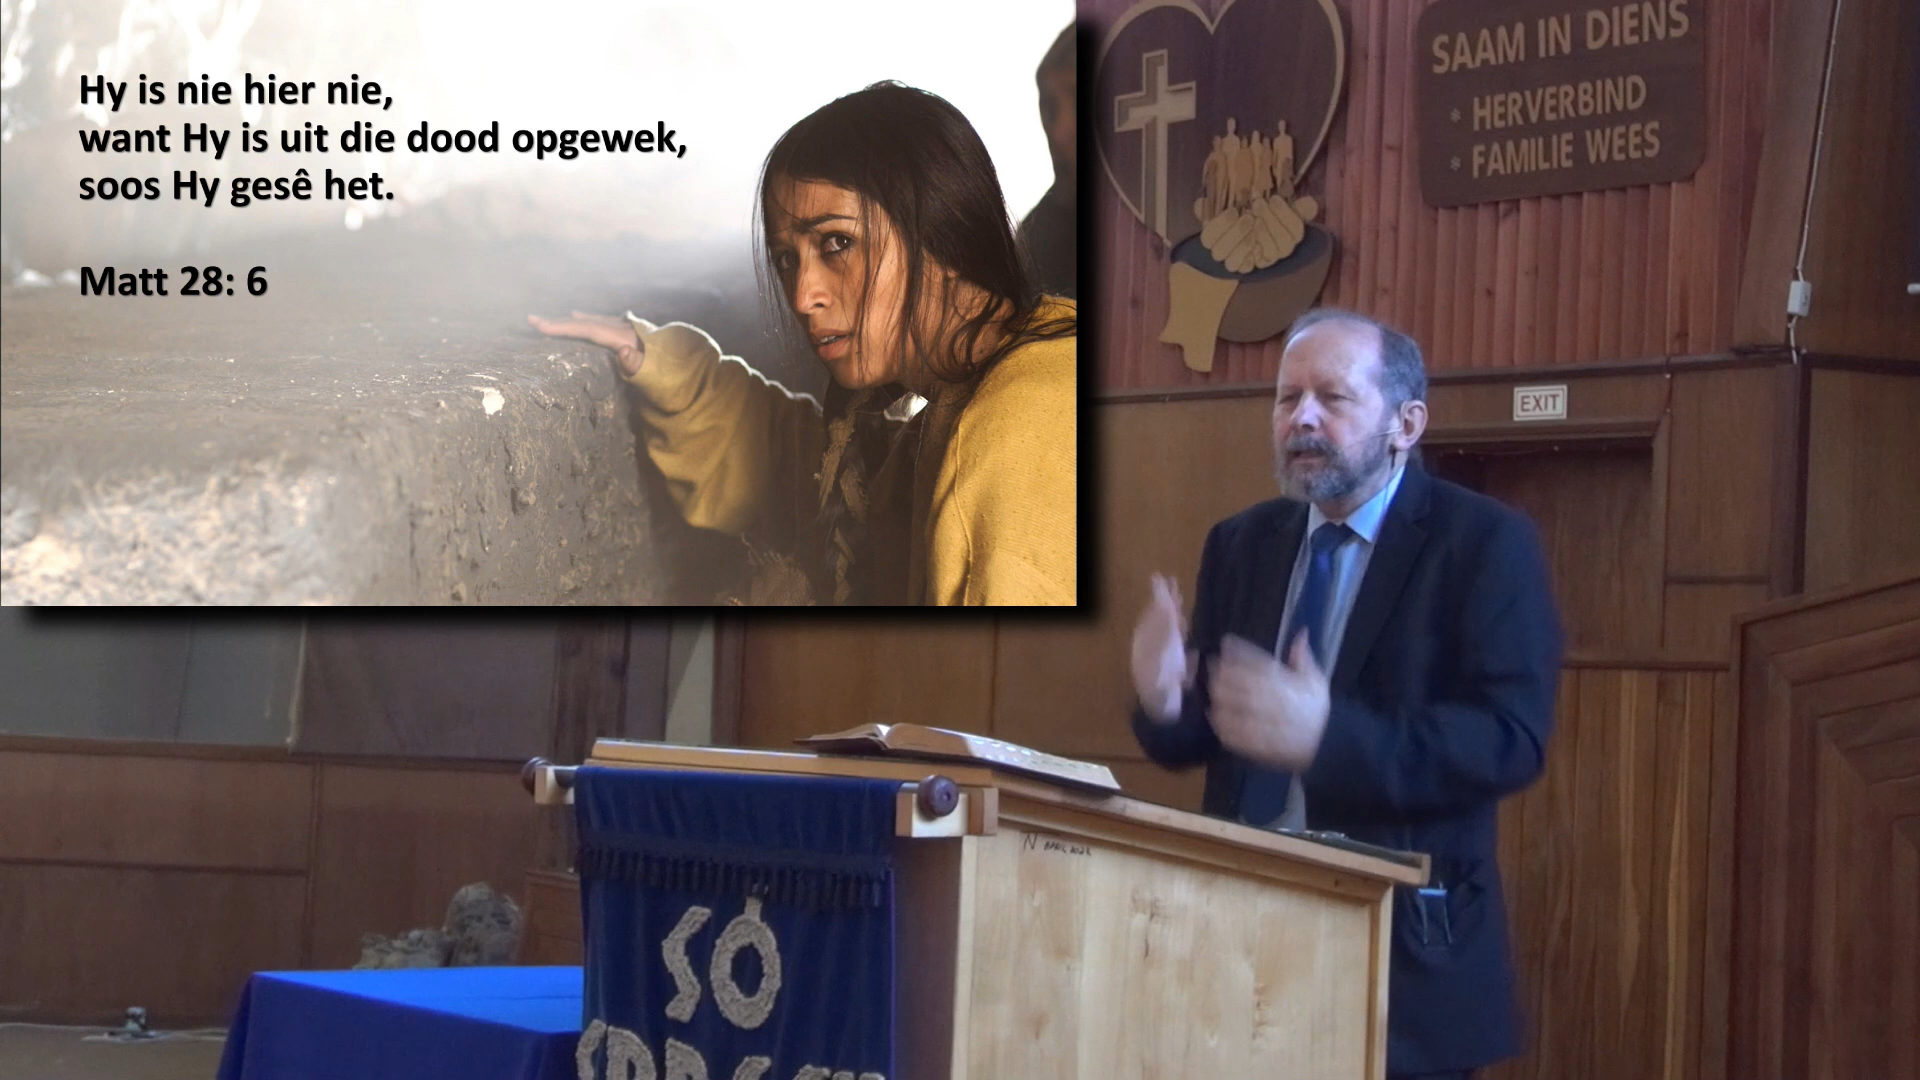 Hy is nie hier nie,
want Hy is uit die dood opgewek,
soos Hy gesê het.
Matt 28: 6
SAAM IN DIENS
* HERVERBIND
* FAMILIE WEES
EXIT
SÓ